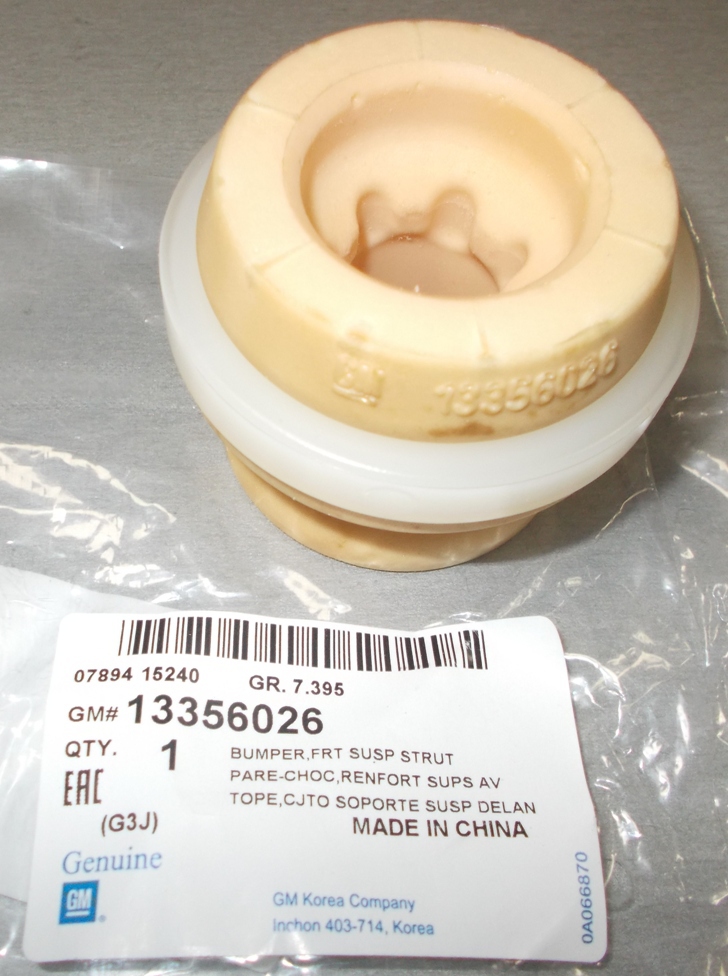 GM
13356026
07894 15240 GR. 7.395
GM# 13356026
QTY. 1
BUMPER,FRT SUSP STRUT
PARE-CHOC,RENFORT SUPS AV
TOPE,CJTO SOPORTE SUSP DELAN
EAC
(G3J)
MADE IN CHINA
Genuine
GM
GM Korea Company
Inchon 403-714, Korea
0A066870